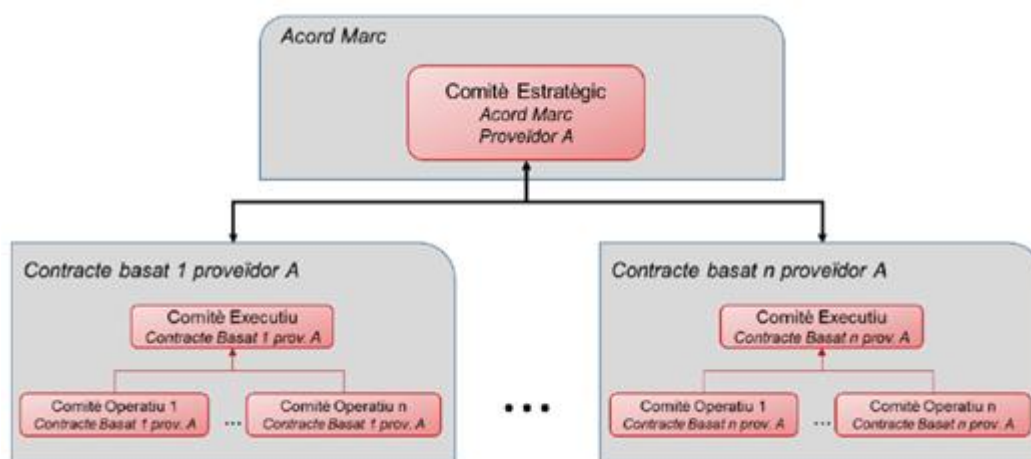 Acord Marc
Comitè Estratègic
Acord Marc
Proveïdor A
Contracte basat 1 proveïdor A
Comitè Executiu
Contracte Basat 1 prov. A
Comitè Operatiu 1
Contracte Basat 1 prov. A
...
Comitè Operatiu n
Contracte Basat 1 prov. A
...
Contracte basat n proveïdor A
Comitè Executiu
Contracte Basat n prov. A
Comitè Operatiu 1
Contracte Basat n prov. A
...
Comitè Operatiu n
Contracte Basat n prov. A